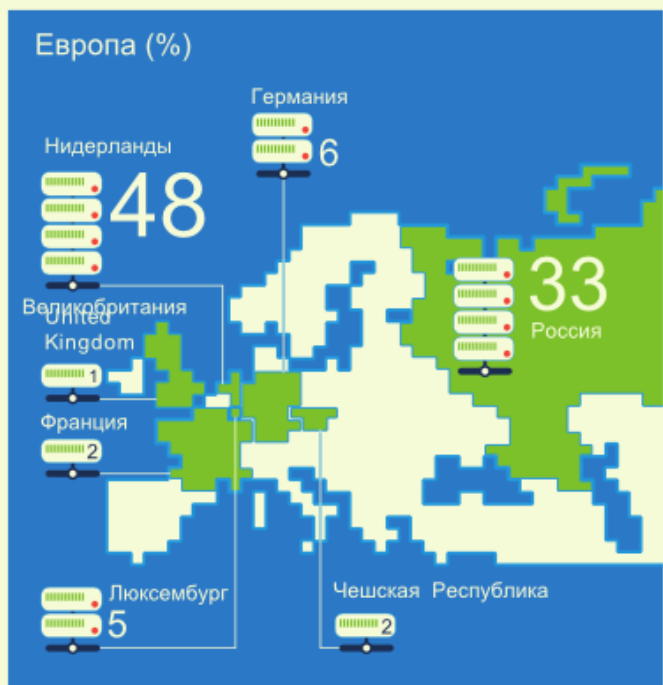 Европа (%)
Германия
6
Нидерланды
48
Великобритания
United
Kingdom
1
33
Россия
Франция
2
Люксембург
5
Чешская Республика
2